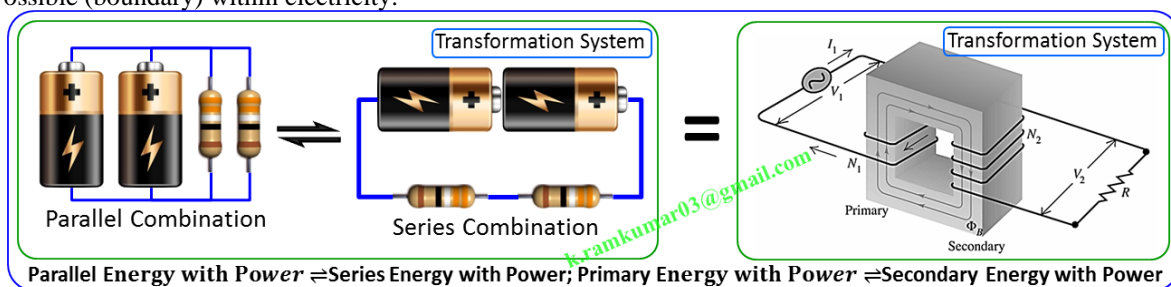 ossible (boundary) within electricity.
Transformation System
Parallel Combination
Series Combination
=
Transformation System
I₁
V₁
N₁
N₂
V₂
R
Primary
Φ_B
Secondary
k.ramkumar03@gmail.com
Parallel Energy with Power ⇌Series Energy with Power; Primary Energy with Power ⇌Secondary Energy with Power